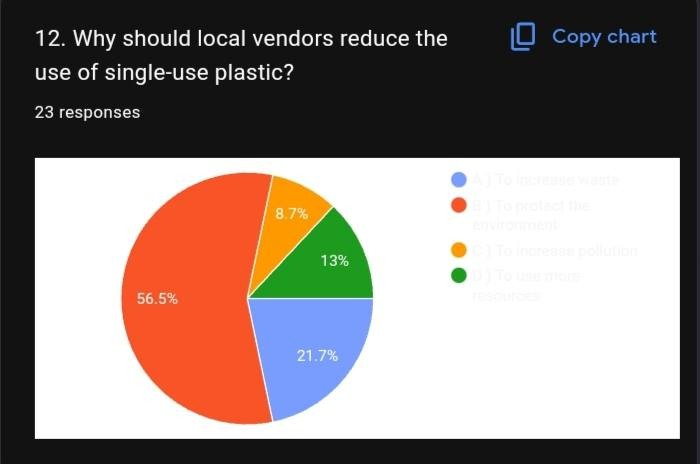 12. Why should local vendors reduce the
use of single-use plastic?
Copy chart
23 responses
8.7%
13%
56.5%
21.7%
A ) To increase waste
B ) To protect the
environment
C ) To increase pollution
D ) To use more
resources